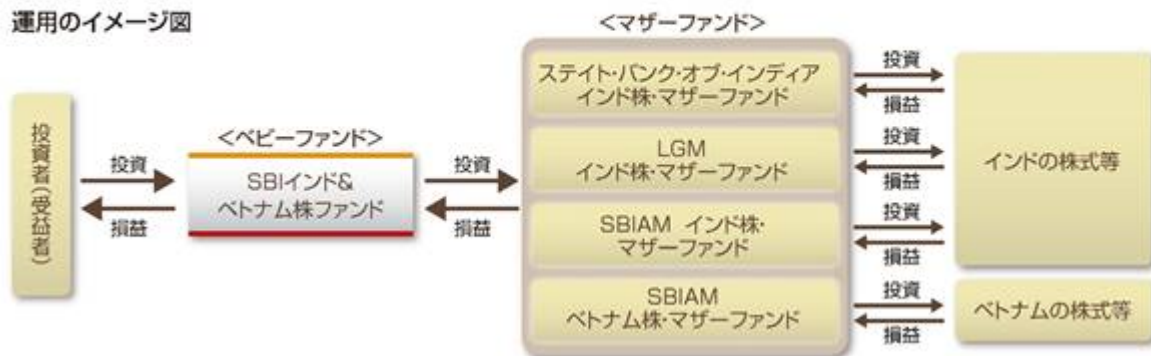 運用のイメージ図
<マザーファンド>
投資者(受益者)
投資
損益
<ベビーファンド>
SBIインド&
ベトナム株ファンド
投資
損益
ステイト・バンク・オブ・インディア
インド株・マザーファンド
LGM
インド株・マザーファンド
SBIAM インド株・
マザーファンド
SBIAM
ベトナム株・マザーファンド
投資
損益
投資
損益
投資
損益
投資
損益
インドの株式等
ベトナムの株式等